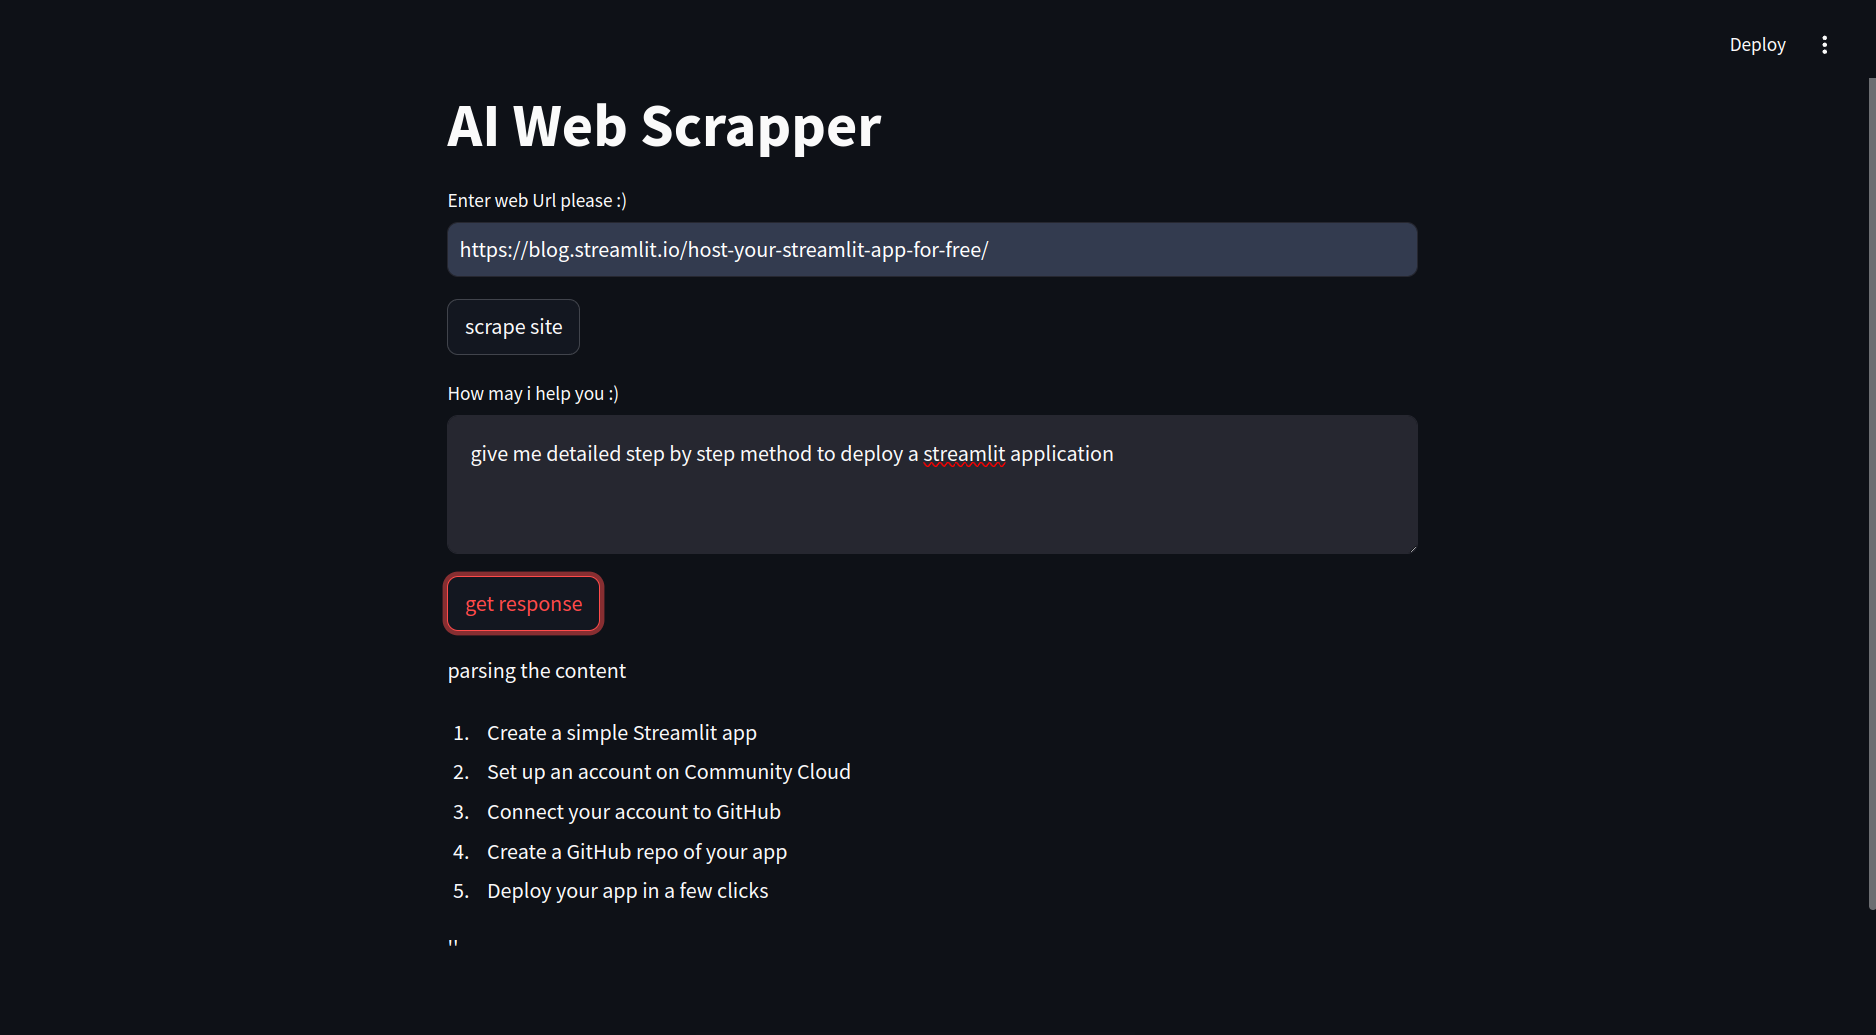 Deploy
AI Web Scrapper
Enter web Url please :)
https://blog.streamlit.io/host-your-streamlit-app-for-free/
scrape site
How may i help you :)
give me detailed step by step method to deploy a streamlit application
get response
parsing the content
1. Create a simple Streamlit app
2. Set up an account on Community Cloud
3. Connect your account to GitHub
4. Create a GitHub repo of your app
5. Deploy your app in a few clicks
''